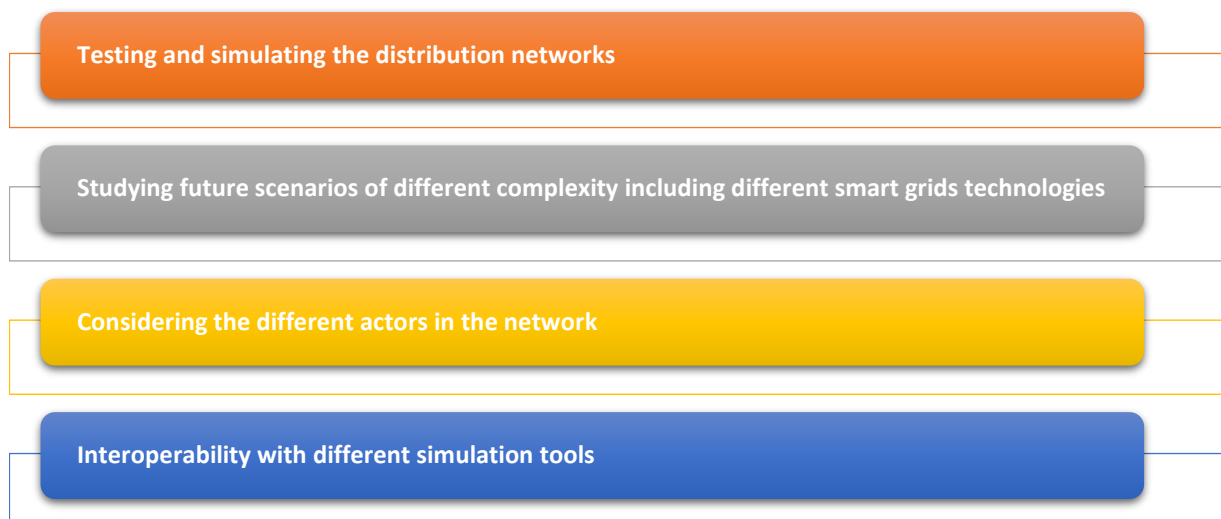 Testing and simulating the distribution networks
Studying future scenarios of different complexity including different smart grids technologies
Considering the different actors in the network
Interoperability with different simulation tools